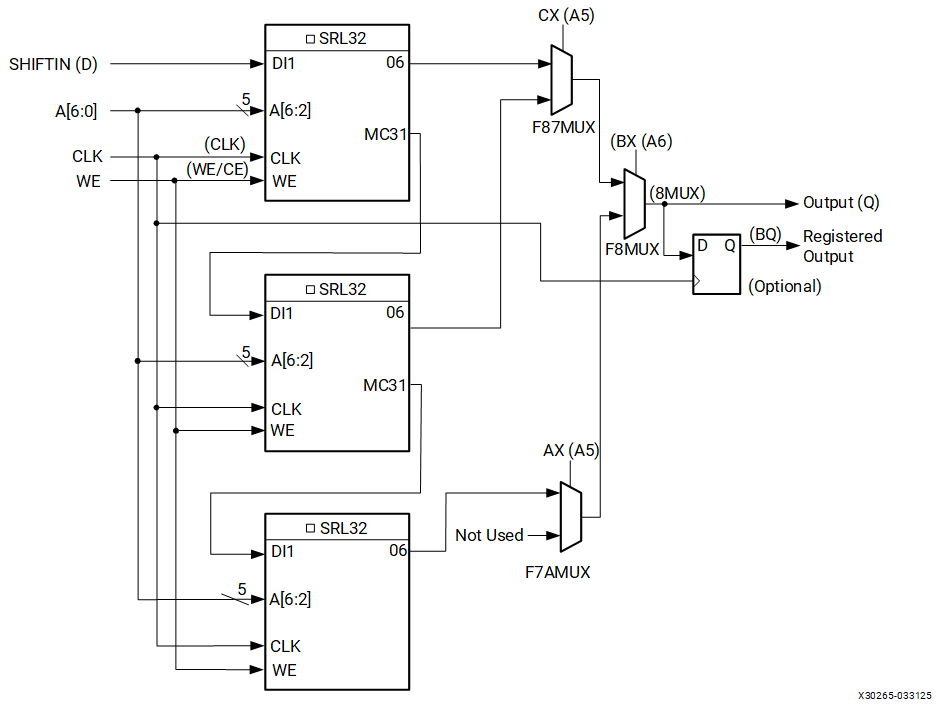 CX (A5)
SRL32
SHIFTIN (D)
DI1
06
A[6:0]
5
A[6:2]
MC31
F87MUX
CLK
(CLK)
CLK
(BX (A6)
WE
(WE/CE)
WE
(8MUX)
Output (Q)
F8MUX
D Q
(BQ)
Registered
Output
(Optional)
SRL32
DI1
06
5
A[6:2]
MC31
CLK
WE
AX (A5)
SRL32
DI1
06
Not Used
F7AMUX
5
A[6:2]
CLK
WE
X30265-033125